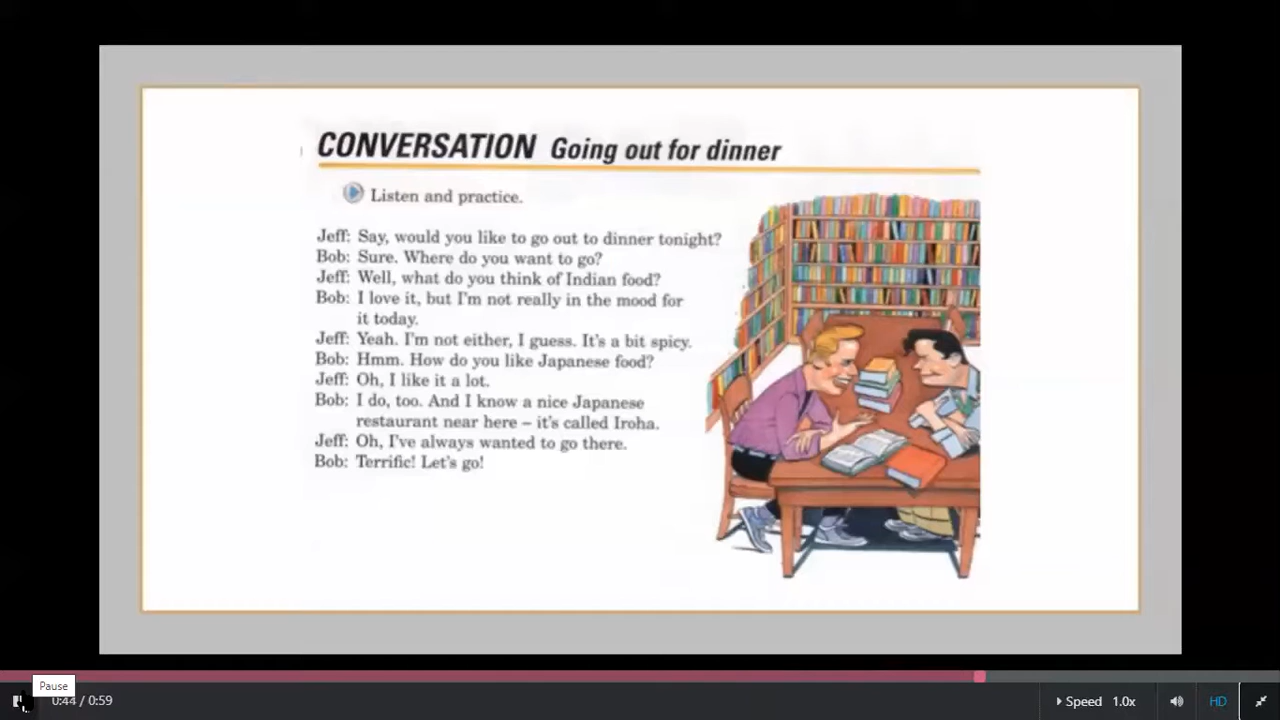 CONVERSATION Going out for dinner
Listen and practice.
Jeff: Say, would you like to go out to dinner tonight?
Bob: Sure. Where do you want to go?
Jeff: Well, what do you think of Indian food?
Bob: I love it, but I'm not really in the mood for
it today.
Jeff: Yeah. I'm not either, I guess. It's a bit spicy.
Bob: Hmm. How do you like Japanese food?
Jeff: Oh, I like it a lot.
Bob: I do, too. And I know a nice Japanese
restaurant near here – it's called Iroha.
Jeff: Oh, I've always wanted to go there.
Bob: Terrific! Let's go!
Pause
0:44 / 0:59
Speed 1.0x
HD